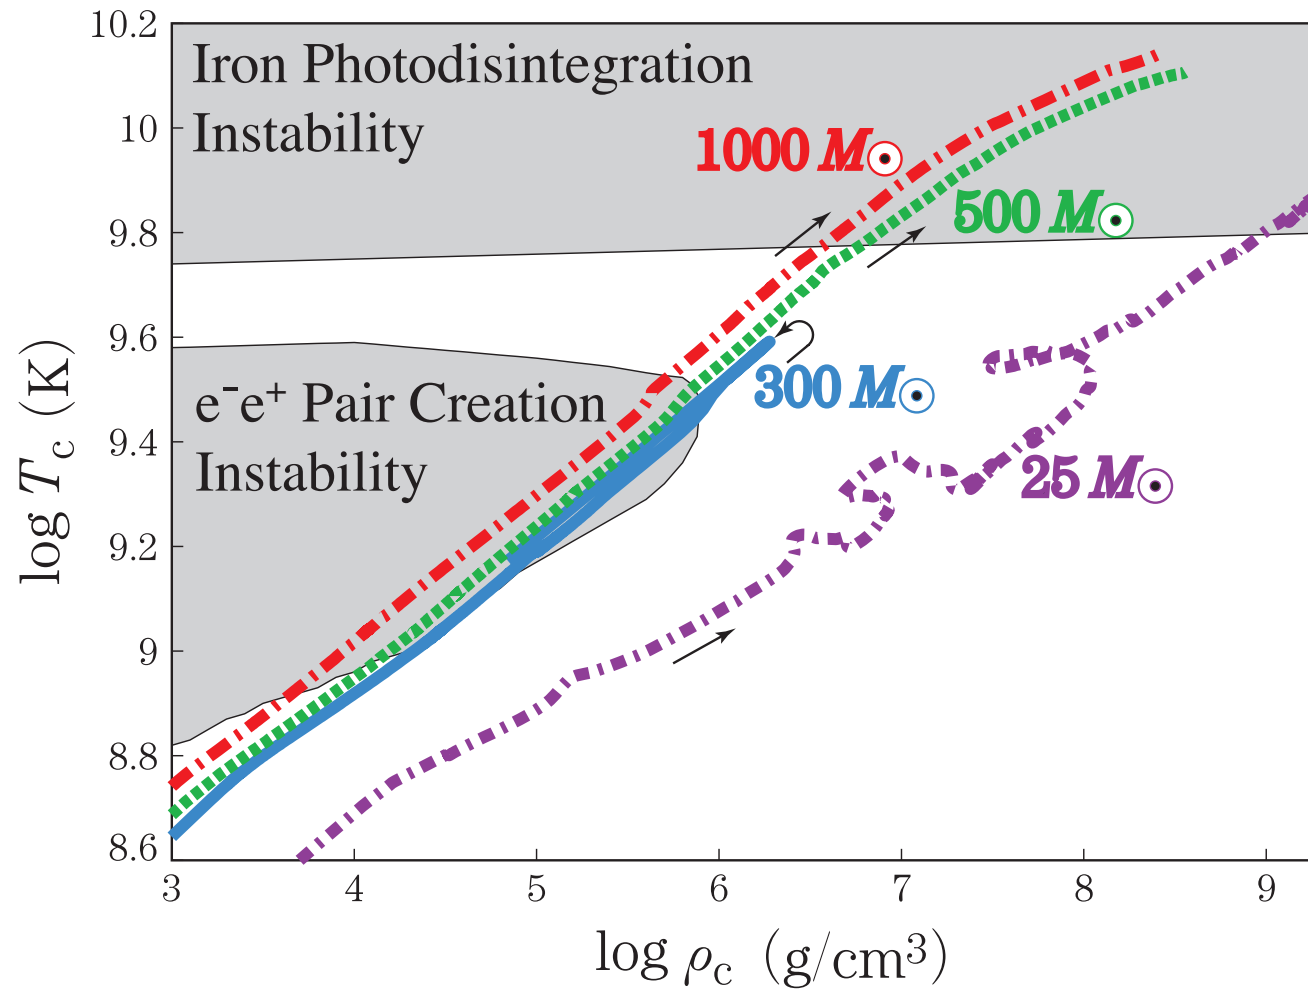 10.2
10
9.8
9.6
9.4
9.2
9
8.8
8.6
log T_c (K)
Iron Photodisintegration
Instability
1000 M⊙
500 M⊙
300 M⊙
e⁻e⁺ Pair Creation
Instability
25 M⊙
3 4 5 6 7 8 9
log ρ_c (g/cm³)